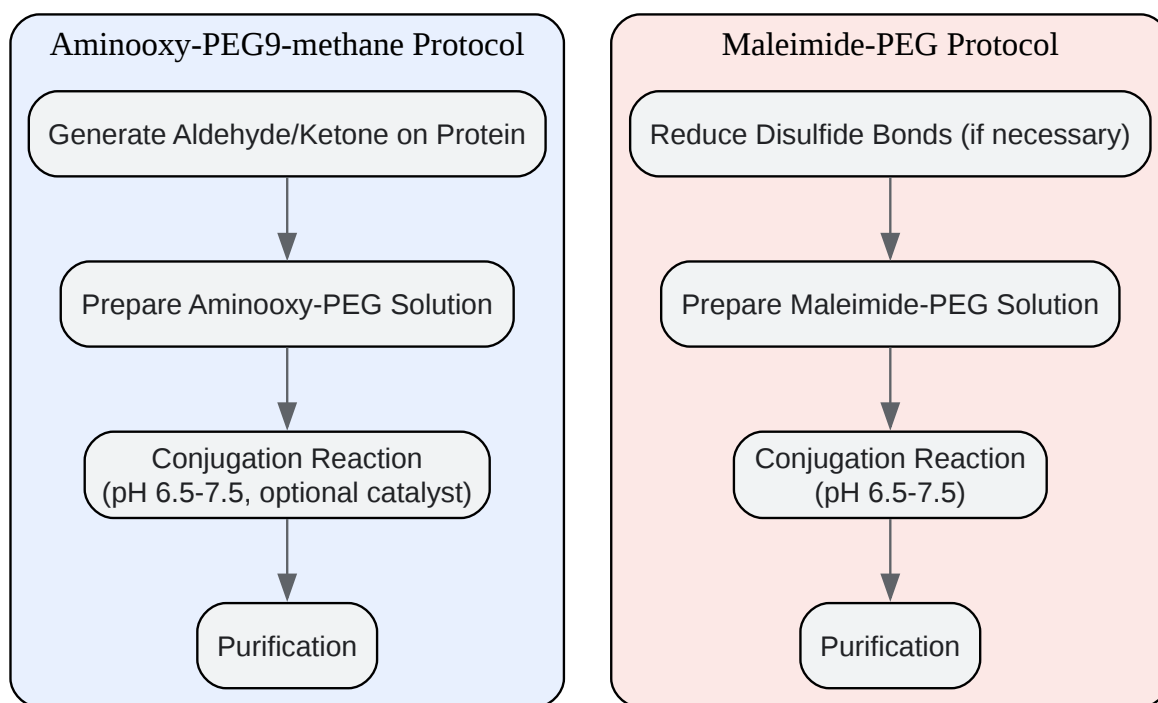 Aminooxy-PEG9-methane Protocol
Generate Aldehyde/Ketone on Protein
Prepare Aminooxy-PEG Solution
Conjugation Reaction
(pH 6.5-7.5, optional catalyst)
Purification
Maleimide-PEG Protocol
Reduce Disulfide Bonds (if necessary)
Prepare Maleimide-PEG Solution
Conjugation Reaction
(pH 6.5-7.5)
Purification